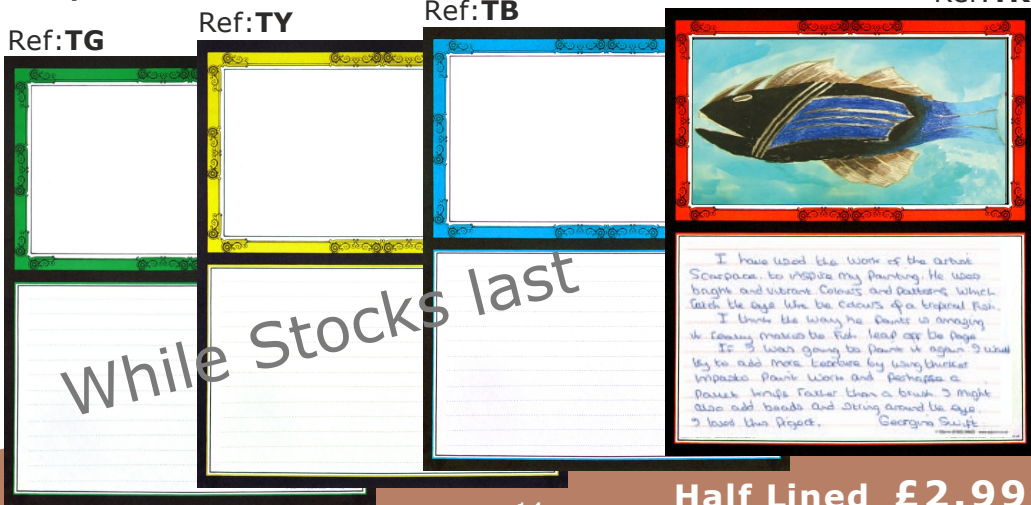 Ref:TG
Ref:TY
Ref:TB
While Stocks last
I have used the work of the artist
Scarpace. to inspire my Painting. He uses
bright and vibrant Colours and patterns which
Catch the eye like the colours of a tropical Fish.
I think the way he Paints is amazing
it really makes the Fish leap off the Page
If I was going to Paint it again I would
try to add more texture by using thicker
impasto Paint work and perhapse a
Palket knife rather than a brush. I might
also add beads and string around the eye.
I loved this Project. Georgina Swift
Half Lined £2.99